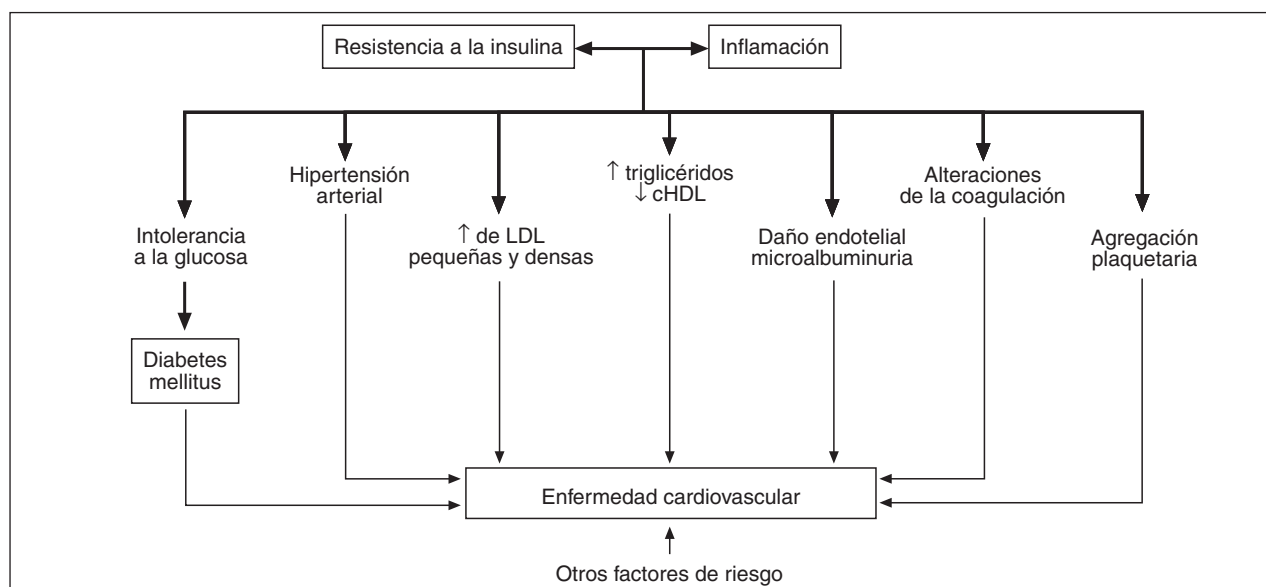 Resistencia a la insulina
Inflamación
Hipertensión
arterial
↑ triglicéridos
↓ cHDL
Alteraciones
de la coagulación
Intolerancia
a la glucosa
↑ de LDL
pequeñas y densas
Daño endotelial
microalbuminuria
Agregación
plaquetaria
Diabetes
mellitus
Enfermedad cardiovascular
Otros factores de riesgo